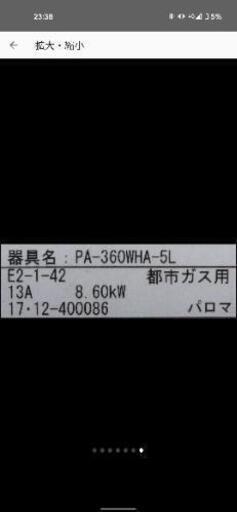 23:38
5%
← 拡大・縮小
器具名：PA-360WHA-5L
E2-1-42 都市ガス用
13A 8.60kW
17・12-400086 パロマ